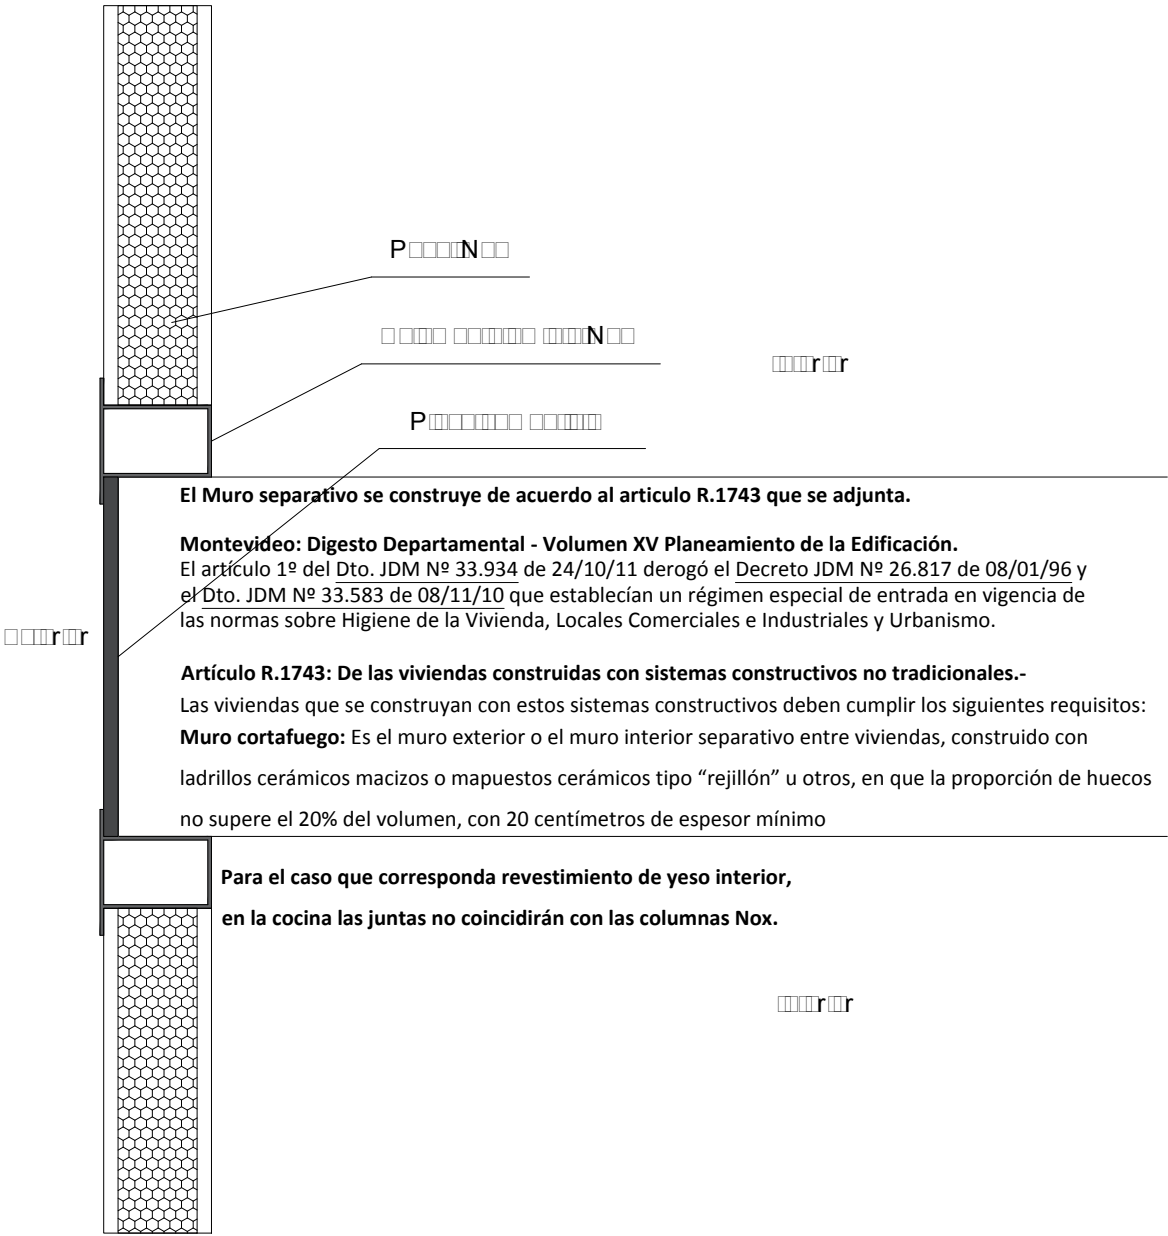 El Muro separativo se construye de acuerdo al articulo R.1743 que se adjunta.
Montevideo: Digesto Departamental - Volumen XV Planeamiento de la Edificación.
El artículo 1º del Dto. JDM Nº 33.934 de 24/10/11 derogó el Decreto JDM Nº 26.817 de 08/01/96 y
el Dto. JDM Nº 33.583 de 08/11/10 que establecían un régimen especial de entrada en vigencia de
las normas sobre Higiene de la Vivienda, Locales Comerciales e Industriales y Urbanismo.
Artículo R.1743: De las viviendas construidas con sistemas constructivos no tradicionales.-
Las viviendas que se construyan con estos sistemas constructivos deben cumplir los siguientes requisitos:
Muro cortafuego: Es el muro exterior o el muro interior separativo entre viviendas, construido con
ladrillos cerámicos macizos o mapuestos cerámicos tipo “rejillón” u otros, en que la proporción de huecos
no supere el 20% del volumen, con 20 centímetros de espesor mínimo
Para el caso que corresponda revestimiento de yeso interior,
en la cocina las juntas no coincidirán con las columnas Nox.